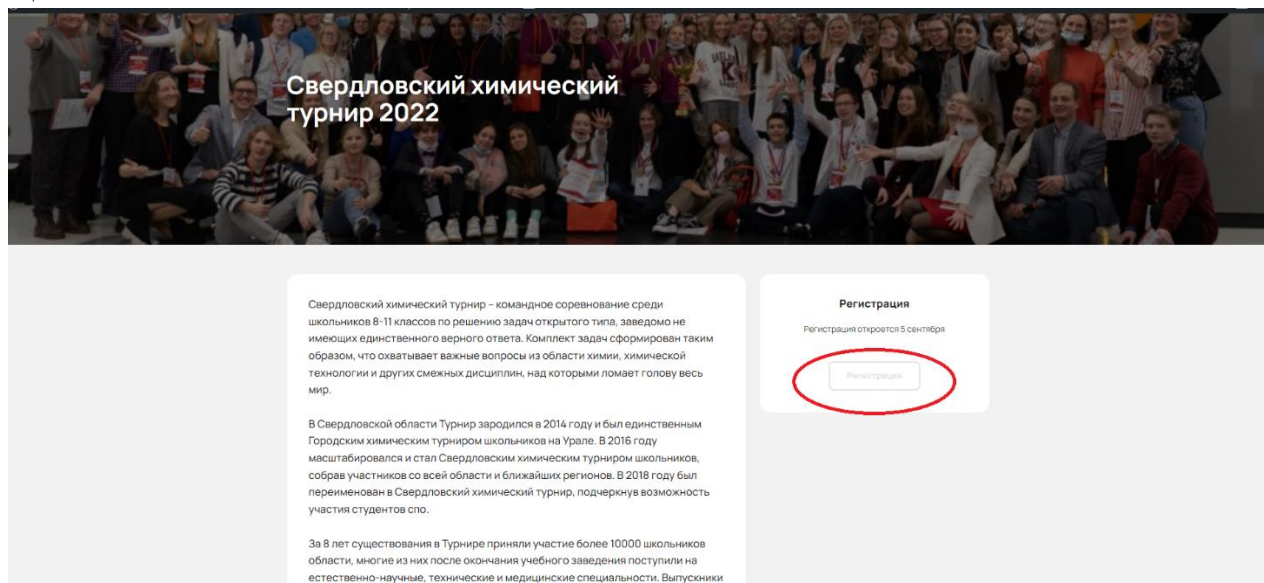 Свердловский химический
турнир 2022
Свердловский химический турнир – командное соревнование среди
школьников 8-11 классов по решению задач открытого типа, заведомо не
имеющих единственного верного ответа. Комплект задач сформирован таким
образом, что охватывает важные вопросы из области химии, химической
технологии и других смежных дисциплин, над которыми ломает голову весь
мир.
В Свердловской области Турнир зародился в 2014 году и был единственным
Городским химическим турниром школьников на Урале. В 2016 году
масштабировался и стал Свердловским химическим турниром школьников,
собрав участников со всей области и ближайших регионов. В 2018 году был
переименован в Свердловский химический турнир, подчеркнув возможность
участия студентов спо.
За 8 лет существования в Турнире приняли участие более 10000 школьников
области, многие из них после окончания учебного заведения поступили на
естественно-научные, технические и медицинские специальности. Выпускники
Регистрация
Регистрация откроется 5 сентября
Регистрация